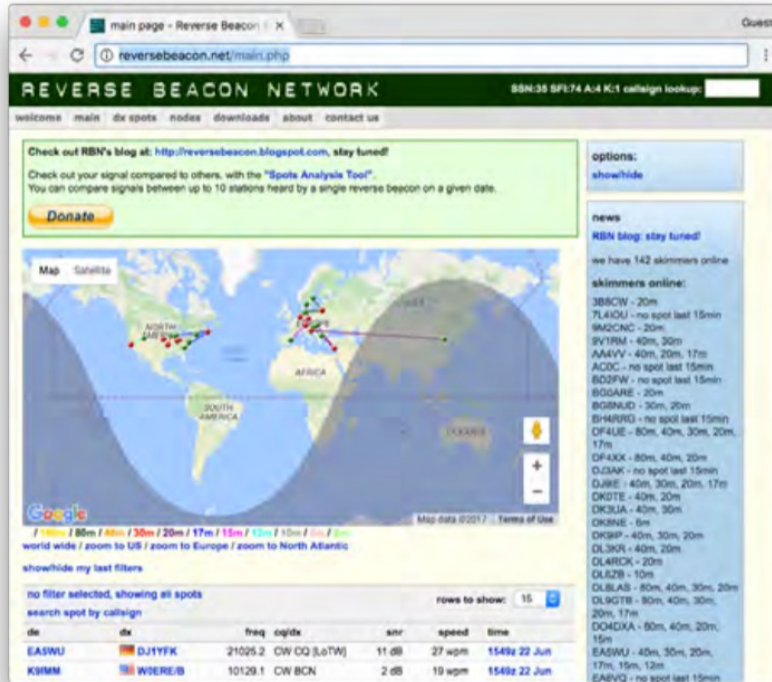 main page - Reverse Beacon
Guest
reversebeacon.net/main.php
REVERSE BEACON NETWORK
SSN:35 SFI:74 A:4 K:1 callsign lookup:
welcome main dx spots nodes downloads about contact us
Check out RBN's blog at: http://reversebeacon.blogspot.com, stay tuned!
Check out your signal compared to others, with the "Spots Analysis Tool".
You can compare signals between up to 10 stations heard by a single reverse beacon on a given date.
Donate
Map Satellite
NORTH
AMERICA
EUROPE
AFRICA
SOUTH
AMERICA
OCEANIA
+
−
Google
Map data ©2017 Terms of Use
/ 160m / 80m / 40m / 30m / 20m / 17m / 15m / 12m / 10m /
world wide / zoom to US / zoom to Europe / zoom to North Atlantic
show/hide my last filters
no filter selected, showing all spots
search spot by callsign
rows to show: 15
de dx freq cq/dx snr speed time
EA5WU DJ1YFK 21025.2 CW CQ [LoTW] 11 dB 27 wpm 1549z 22 Jun
K9IMM W0ERE/B 10129.1 CW BCN 2 dB 19 wpm 1549z 22 Jun
options:
show/hide
news
RBN blog: stay tuned!
we have 142 skimmers online
skimmers online:
3B8CW - 20m
7L4IOU - no spot last 15min
9M2CNC - 20m
9V1RM - 40m, 30m
AA4VV - 40m, 20m, 17m
AC0C - no spot last 15min
BD2FW - no spot last 15min
BG0ARE - 20m
BG8NUD - 30m, 20m
BH4RRG - no spot last 15min
DF4UE - 80m, 40m, 30m, 20m,
17m
DF4XX - 80m, 40m, 20m
DJ3AK - no spot last 15min
DJ9IE - 40m, 30m, 20m, 17m
DK0TE - 40m, 20m
DK3UA - 40m, 30m
DK8NE - 6m
DK9IP - 40m, 30m, 20m
DL3KR - 40m, 20m
DL4RCK - 20m
DL8ZB - 10m
DL8LAS - 80m, 40m, 30m, 20m
DL9GTB - 80m, 40m, 30m,
20m, 17m
DO4DXA - 80m, 40m, 20m,
15m
EA5WU - 40m, 30m, 20m,
17m, 15m, 12m
EA8VQ - no spot last 15min